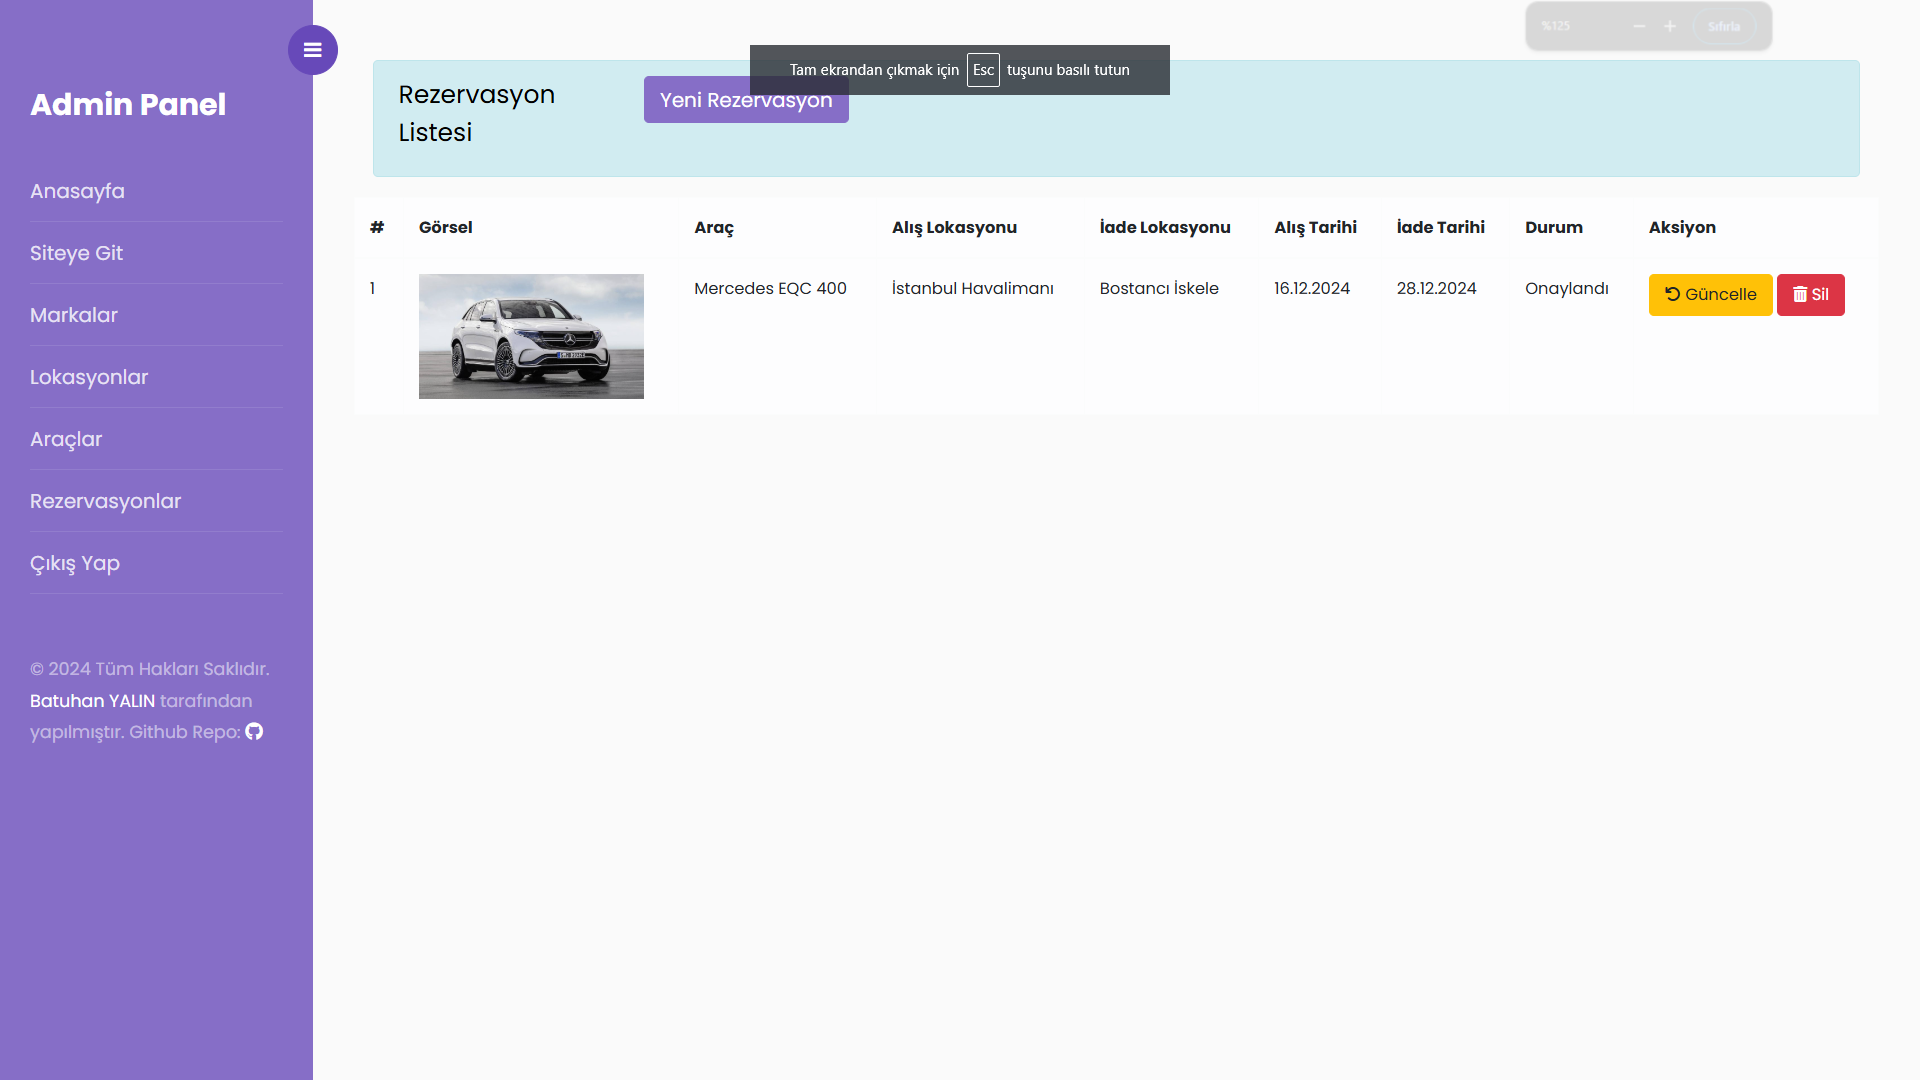 %125
Sıfırla
Tam ekrandan çıkmak için Esc tuşunu basılı tutun
Admin Panel
Anasayfa
Siteye Git
Markalar
Lokasyonlar
Araçlar
Rezervasyonlar
Çıkış Yap
© 2024 Tüm Hakları Saklıdır.
Batuhan YALIN tarafından
yapılmıştır. Github Repo:
Rezervasyon
Listesi
Yeni Rezervasyon
# Görsel Araç Alış Lokasyonu İade Lokasyonu Alış Tarihi İade Tarihi Durum Aksiyon
1 Mercedes EQC 400 İstanbul Havalimanı Bostancı İskele 16.12.2024 28.12.2024 Onaylandı Güncelle Sil